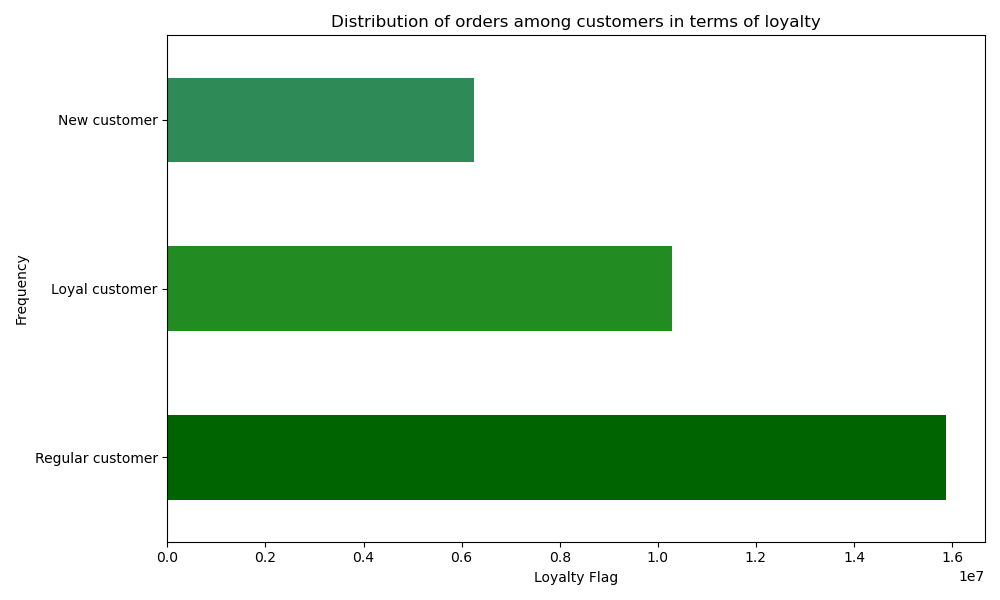 Distribution of orders among customers in terms of loyalty
New customer
Loyal customer
Regular customer
Frequency
0.0 0.2 0.4 0.6 0.8 1.0 1.2 1.4 1.6
1e7
Loyalty Flag